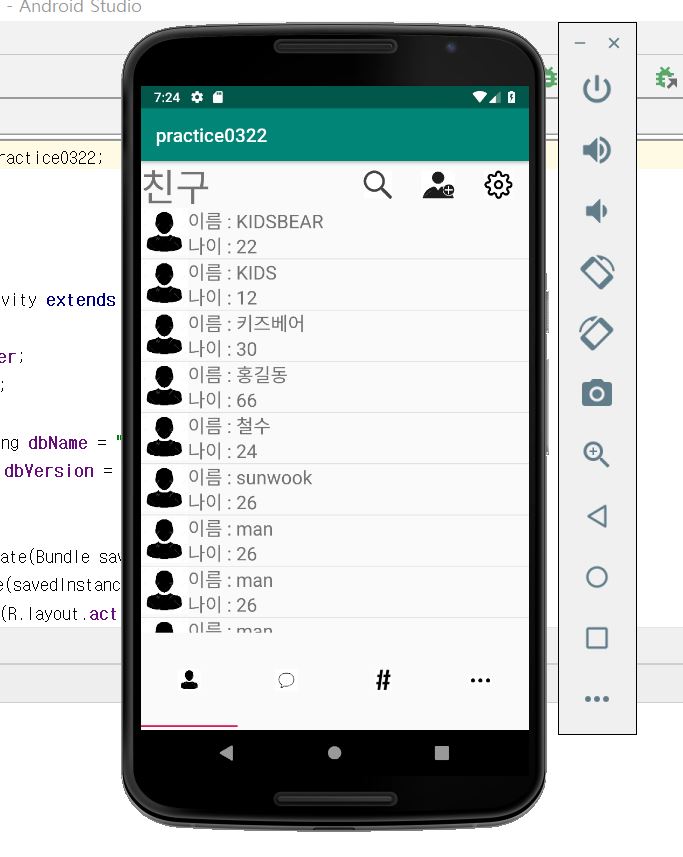 - Android Studio
7:24
practice0322
ractice0322;
친구
이름 : KIDSBEAR
나이 : 22
이름 : KIDS
나이 : 12
vity extends
이름 : 키즈베어
나이 : 30
er;
이름 : 홍길동
나이 : 66
;
이름 : 철수
나이 : 24
ng dbName = "
dbVersion =
이름 : sunwook
나이 : 26
이름 : man
나이 : 26
ate(Bundle sav
이름 : man
나이 : 26
e(savedInstanc
(R.layout.act
이름 : man
#